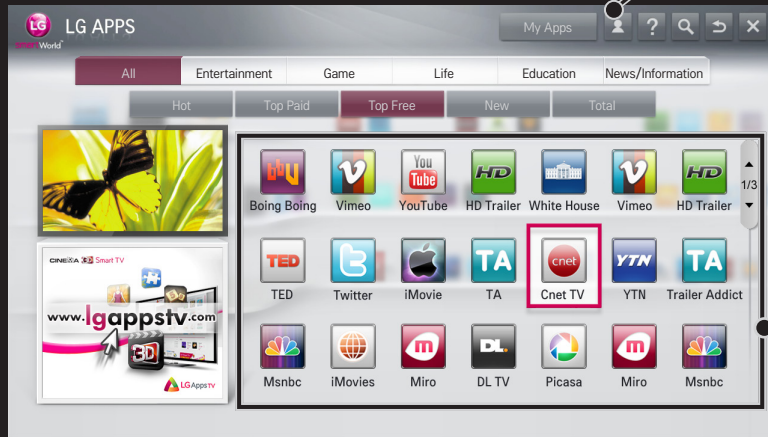 LG LG APPS
smart World
My Apps ?
All Entertainment Game Life Education News/Information
Hot Top Paid Top Free New Total
bbU V You Tube HD V HD
1/3
Boing Boing Vimeo YouTube HD Trailer White House Vimeo HD Trailer
CINEMA 3D Smart TV
TED TA cnet YTN TA
TED Twitter iMovie TA Cnet TV YTN Trailer Addict
www.lgappstv.com
3D
m DL. m
LG Apps TV
Msnbc iMovies Miro DL TV Picasa Miro Msnbc